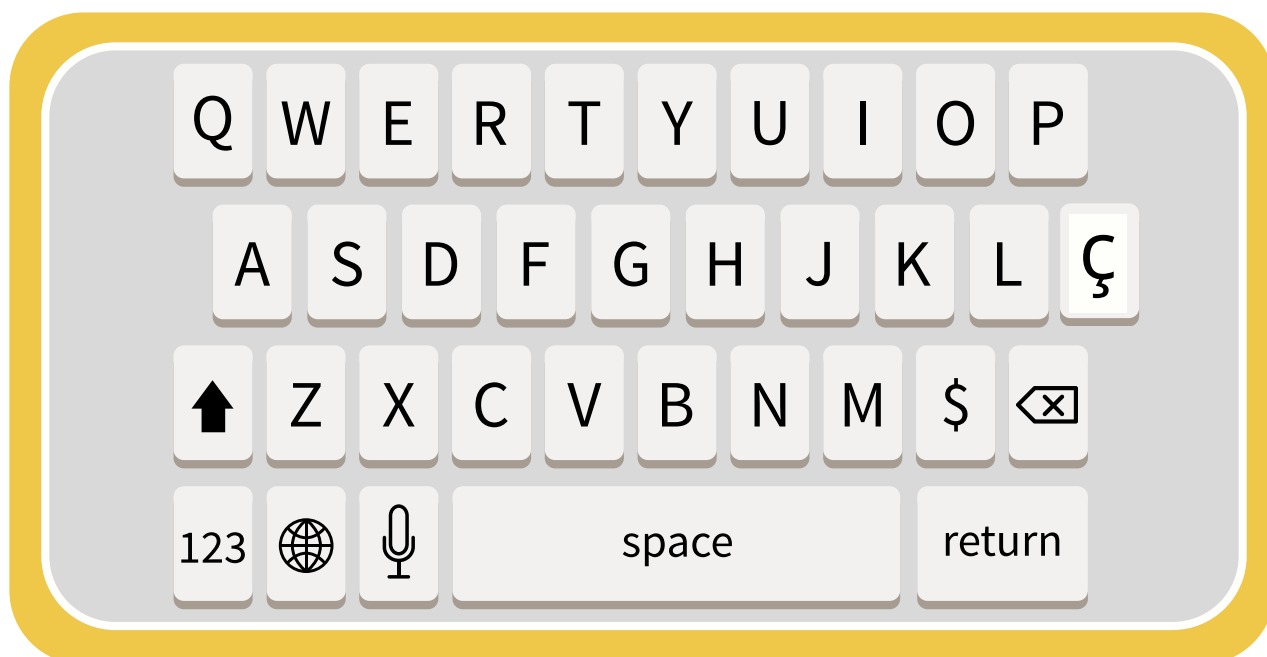 Q W E R T Y U I O P
A S D F G H J K L Ç
Z X C V B N M $
123 space return